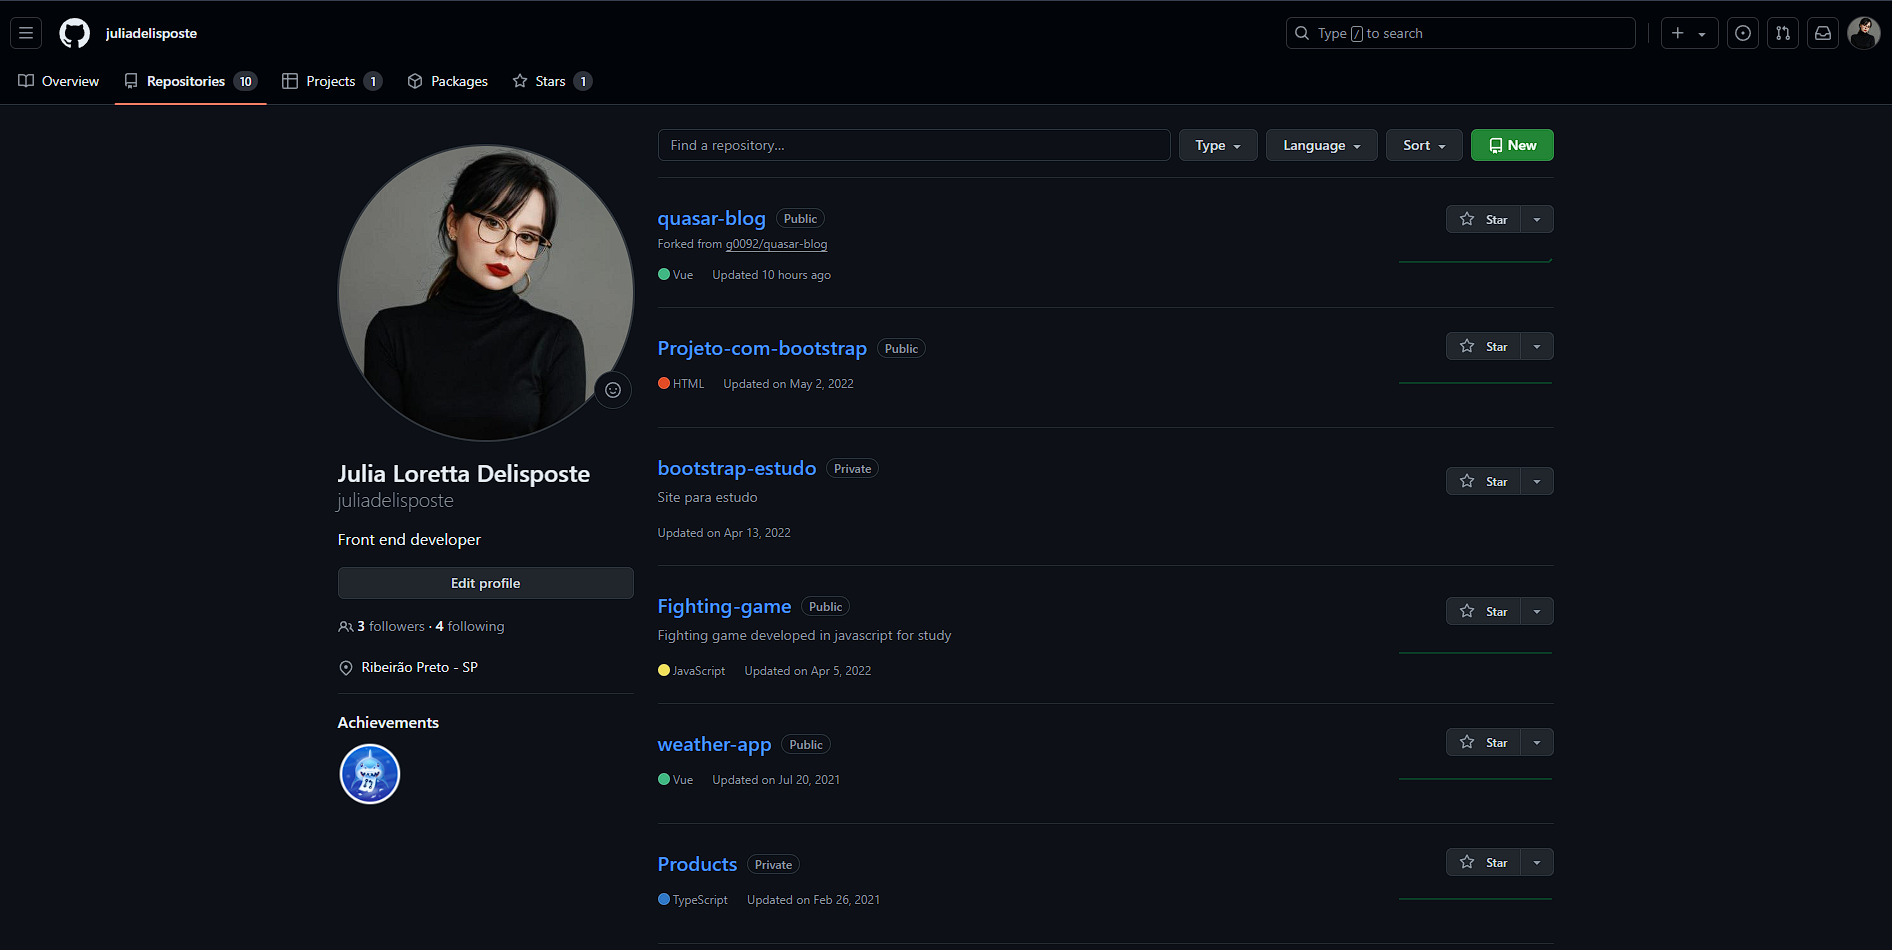 juliadelisposte
Type / to search
Overview
Repositories 10
Projects 1
Packages
Stars 1
Find a repository...
Type
Language
Sort
New
Julia Loretta Delisposte
juliadelisposte
Front end developer
Edit profile
3 followers · 4 following
Ribeirão Preto - SP
Achievements
quasar-blog Public
Star
Forked from g0092/quasar-blog
Vue Updated 10 hours ago
Projeto-com-bootstrap Public
Star
HTML Updated on May 2, 2022
bootstrap-estudo Private
Star
Site para estudo
Updated on Apr 13, 2022
Fighting-game Public
Star
Fighting game developed in javascript for study
JavaScript Updated on Apr 5, 2022
weather-app Public
Star
Vue Updated on Jul 20, 2021
Products Private
Star
TypeScript Updated on Feb 26, 2021